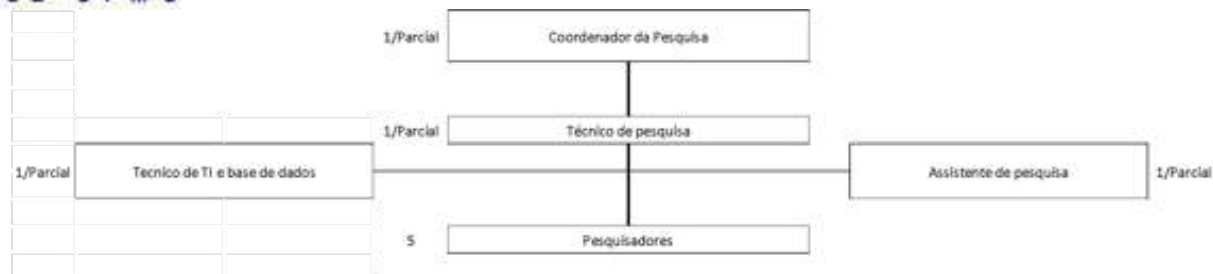 1/Parcial Coordenador da Pesquisa
1/Parcial Técnico de pesquisa
1/Parcial Tecnico de TI e base de dados Assistente de pesquisa 1/Parcial
5 Pesquisadores